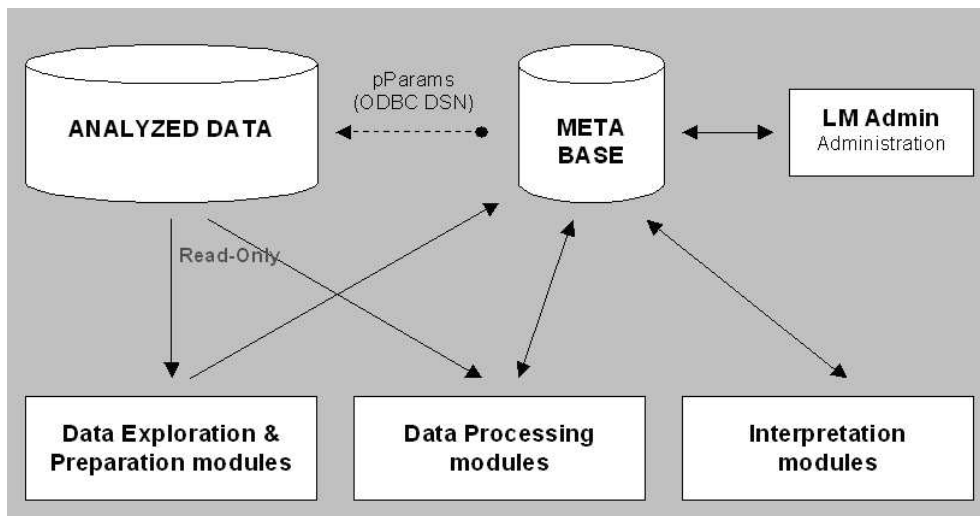 ANALYZED DATA
pParams
(ODBC DSN)
META
BASE
LM Admin
Administration
Read-Only
Data Exploration &
Preparation modules
Data Processing
modules
Interpretation
modules